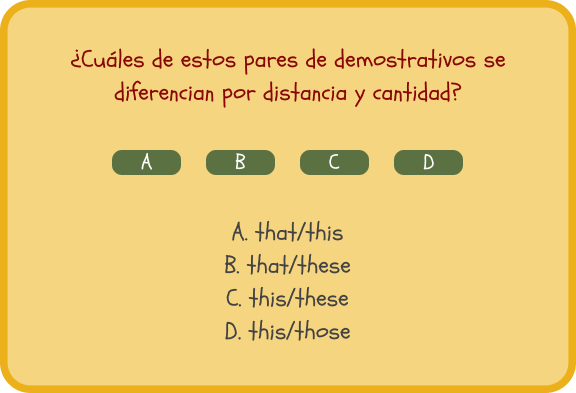 ¿Cuáles de estos pares de demostrativos se
diferencian por distancia y cantidad?
A B C D
A. that/this
B. that/these
C. this/these
D. this/those